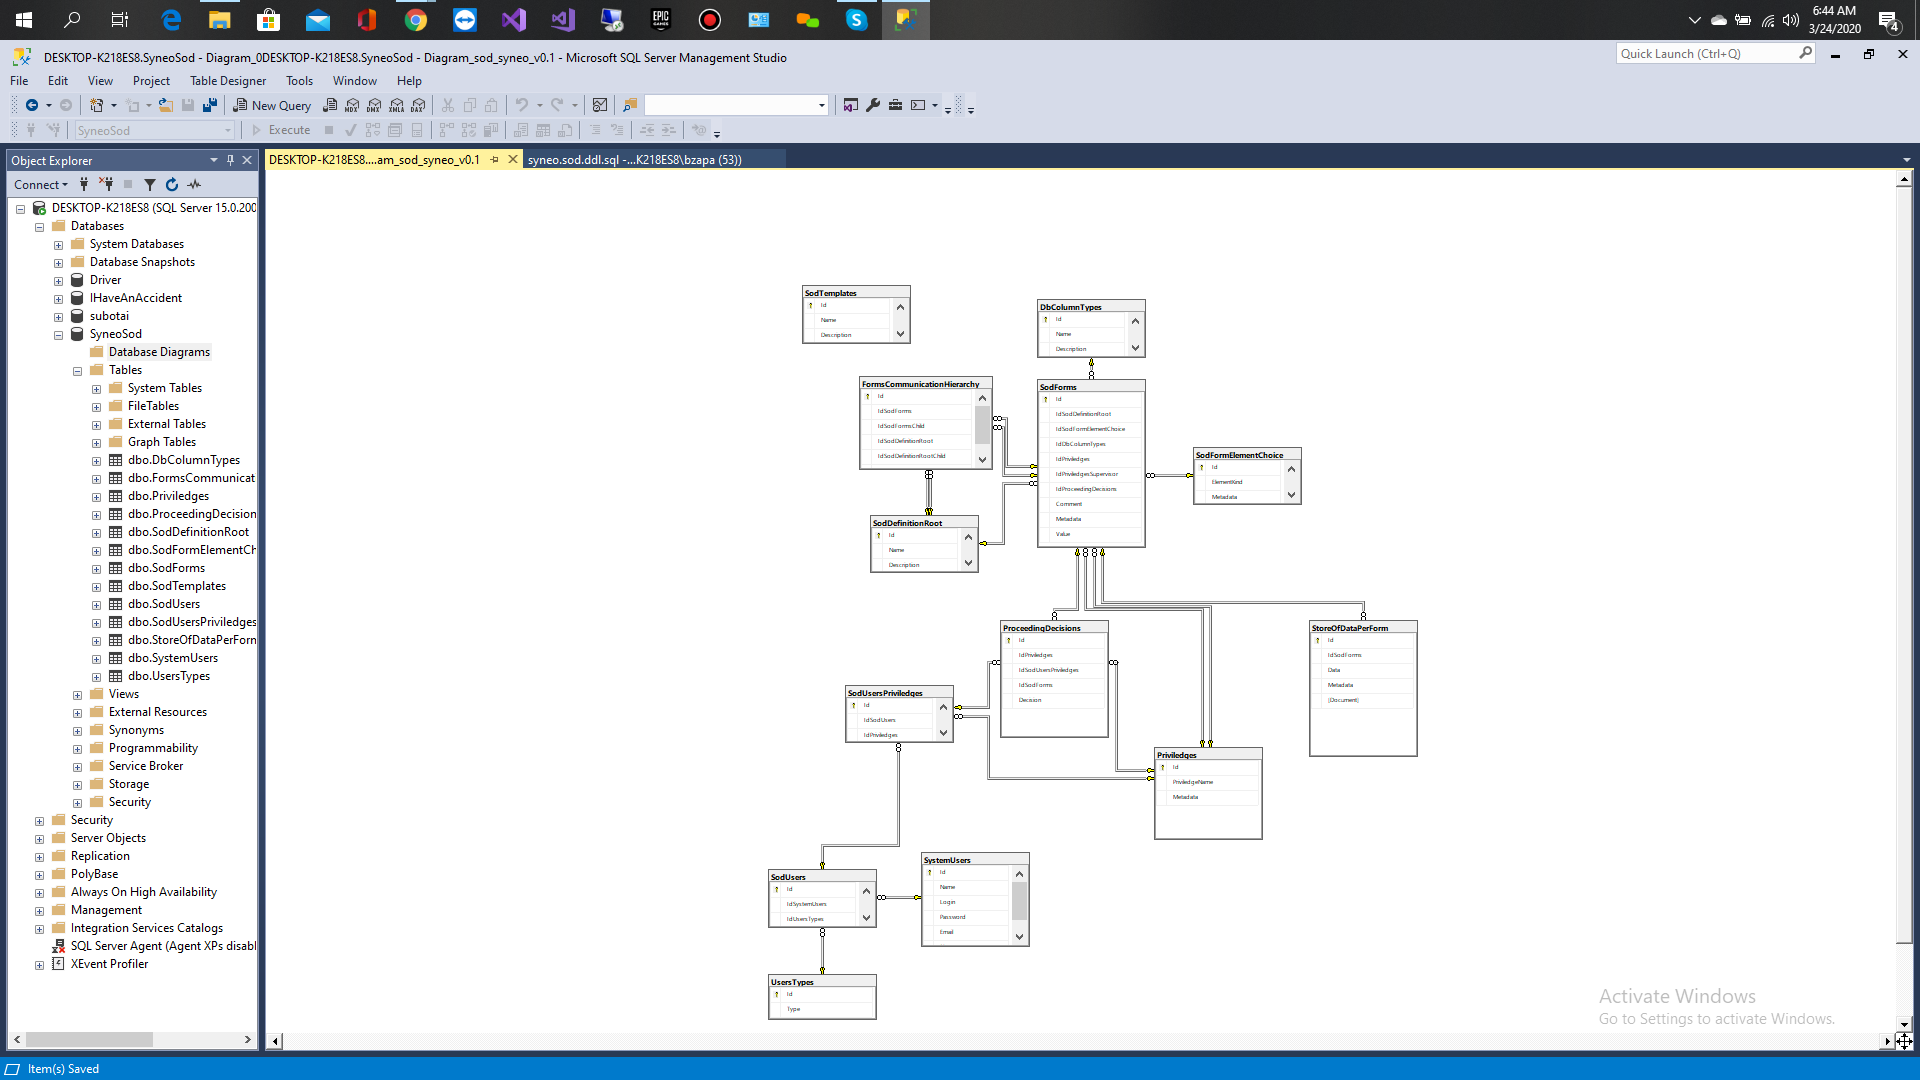 6:44 AM
3/24/2020
4
DESKTOP-K218ES8.SyneoSod - Diagram_0DESKTOP-K218ES8.SyneoSod - Diagram_sod_syneo_v0.1 - Microsoft SQL Server Management Studio
Quick Launch (Ctrl+Q)
File Edit View Project Table Designer Tools Window Help
New Query MDX DMX XMLA DAX
SyneoSod Execute
Object Explorer
DESKTOP-K218ES8....am_sod_syneo_v0.1
syneo.sod.ddl.sql -...K218ES8\bzapa (53))
Connect
DESKTOP-K218ES8 (SQL Server 15.0.200
Databases
System Databases
Database Snapshots
Driver
IHaveAnAccident
subotai
SyneoSod
Database Diagrams
Tables
System Tables
FileTables
External Tables
Graph Tables
dbo.DbColumnTypes
dbo.FormsCommunicat
dbo.Priviledges
dbo.ProceedingDecision
dbo.SodDefinitionRoot
dbo.SodFormElementCh
dbo.SodForms
dbo.SodTemplates
dbo.SodUsers
dbo.SodUsersPriviledges
dbo.StoreOfDataPerForm
dbo.SystemUsers
dbo.UsersTypes
Views
External Resources
Synonyms
Programmability
Service Broker
Storage
Security
Security
Server Objects
Replication
PolyBase
Always On High Availability
Management
Integration Services Catalogs
SQL Server Agent (Agent XPs disabl
XEvent Profiler
SodTemplates
Id
Name
Description
DbColumnTypes
Id
Name
Description
FormsCommunicationHierarchy
Id
IdSodForms
IdSodFormsChild
IdSodDefinitionRoot
IdSodDefinitionRootChild
SodForms
Id
IdSodDefinitionRoot
IdSodFormElementChoice
IdDbColumnTypes
IdPriviledges
IdPriviledgesSupervisor
IdProceedingDecisions
Comment
Metadata
Value
SodFormElementChoice
Id
ElementKind
Metadata
SodDefinitionRoot
Id
Name
Description
ProceedingDecisions
Id
IdPriviledges
IdSodUsersPriviledges
IdSodForms
Decision
StoreOfDataPerForm
Id
IdSodForms
Data
Metadata
[Document]
SodUsersPriviledges
Id
IdSodUsers
IdPriviledges
Priviledges
Id
PriviledgeName
Metadata
SodUsers
Id
IdSystemUsers
IdUsersTypes
SystemUsers
Id
Name
Login
Password
Email
UsersTypes
Id
Type
Activate Windows
Go to Settings to activate Windows.
Item(s) Saved